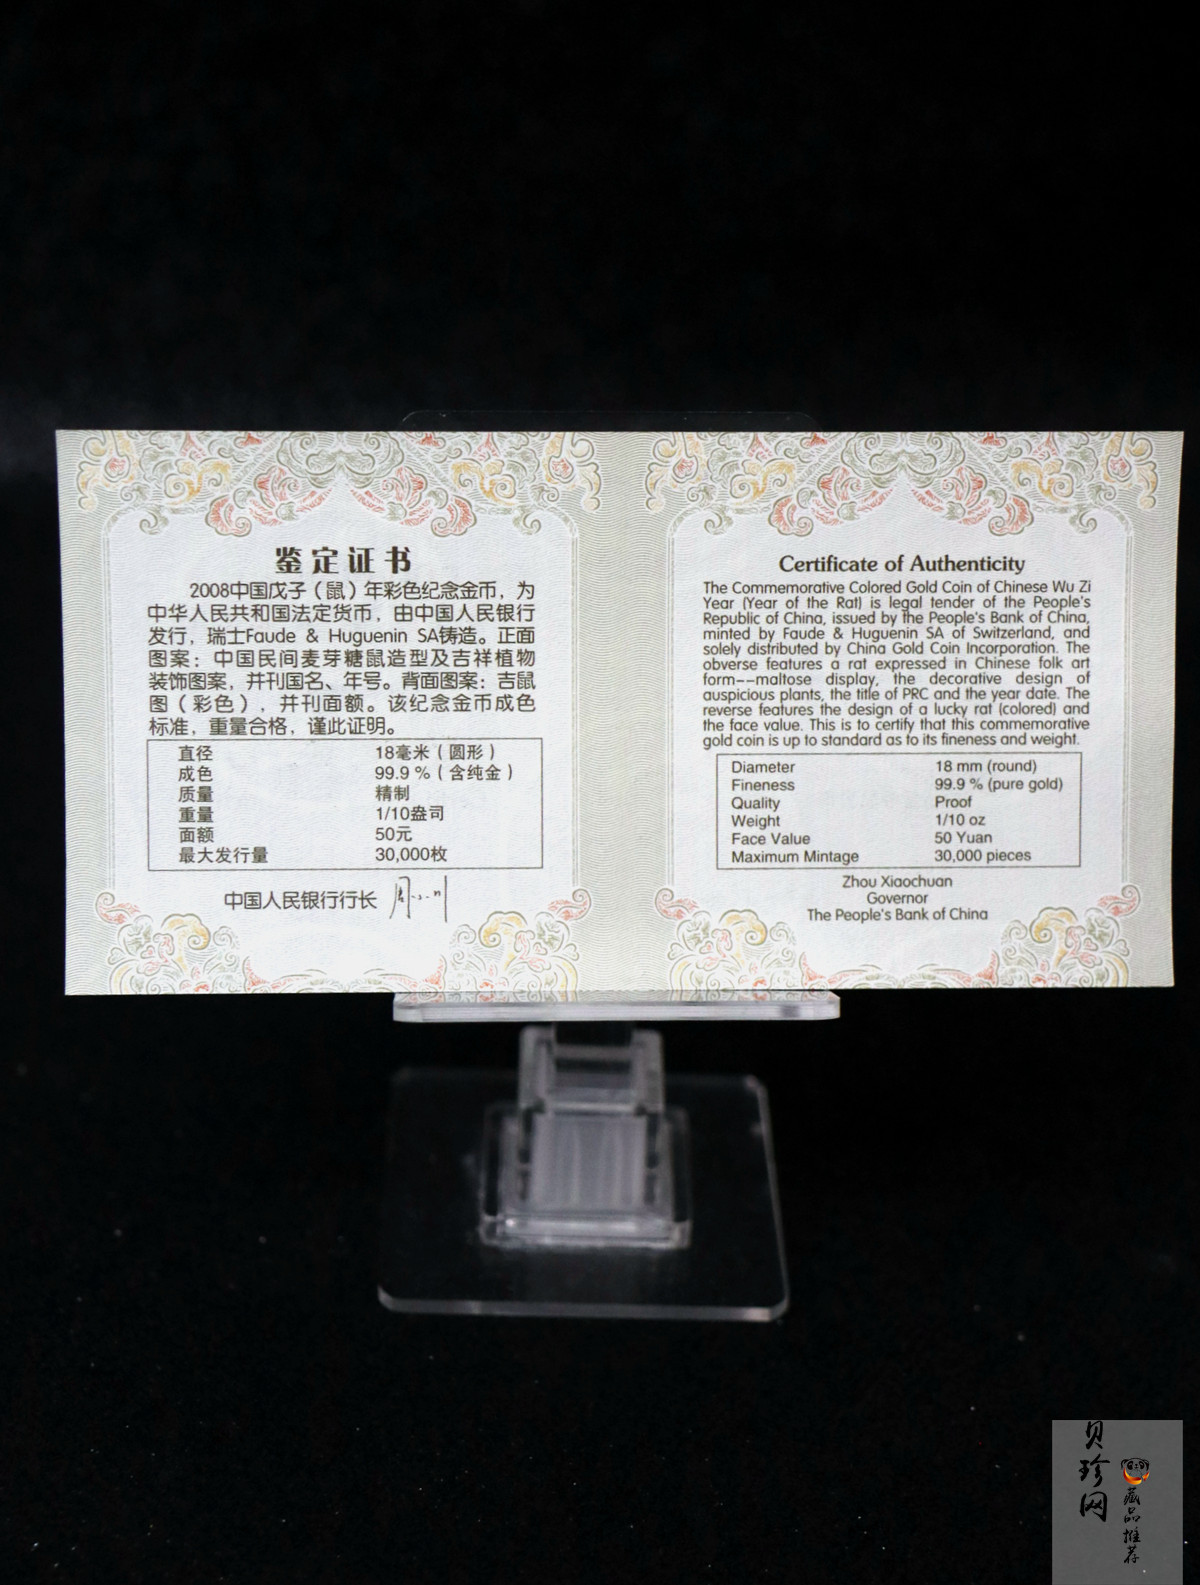 鉴定证书
2008中国戊子（鼠）年彩色纪念金币，为
中华人民共和国法定货币，由中国人民银行
发行，瑞士Faude & Huguenin SA铸造。正面
图案：中国民间麦芽糖鼠造型及吉祥植物
装饰图案，并刊国名、年号。背面图案：吉鼠
图（彩色），并刊面额。该纪念金币成色
标准，重量合格，谨此证明。
直径 18毫米（圆形）
成色 99.9％（含纯金）
质量 精制
重量 1/10盎司
面额 50元
最大发行量 30,000枚
中国人民银行行长
Certificate of Authenticity
The Commemorative Colored Gold Coin of Chinese Wu Zi
Year (Year of the Rat) is legal tender of the People's
Republic of China, issued by the People's Bank of China,
minted by Faude & Huguenin SA of Switzerland, and
solely distributed by China Gold Coin Incorporation. The
obverse features a rat expressed in Chinese folk art
form--maltose display, the decorative design of
auspicious plants, the title of PRC and the year date. The
reverse features the design of a lucky rat (colored) and
the face value. This is to certify that this commemorative
gold coin is up to standard as to its fineness and weight.
Diameter 18 mm (round)
Fineness 99.9 % (pure gold)
Quality Proof
Weight 1/10 oz
Face Value 50 Yuan
Maximum Mintage 30,000 pieces
Zhou Xiaochuan
Governor
The People's Bank of China
贝珍网
藏品推荐